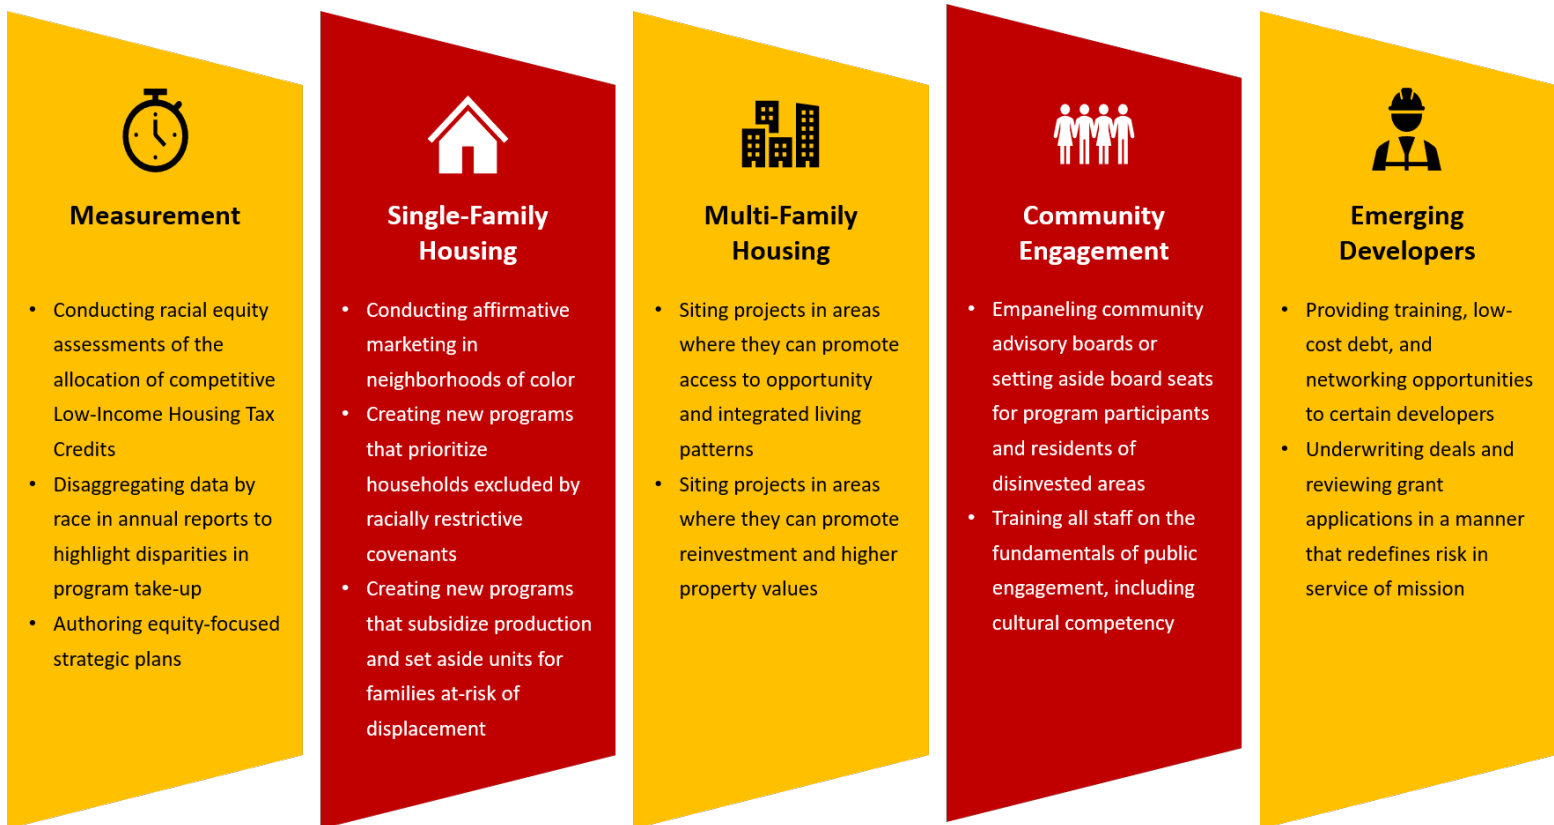 Measurement
• Conducting racial equity
assessments of the
allocation of competitive
Low-Income Housing Tax
Credits
• Disaggregating data by
race in annual reports to
highlight disparities in
program take-up
• Authoring equity-focused
strategic plans
Single-Family
Housing
• Conducting affirmative
marketing in
neighborhoods of color
• Creating new programs
that prioritize
households excluded by
racially restrictive
covenants
• Creating new programs
that subsidize production
and set aside units for
families at-risk of
displacement
Multi-Family
Housing
• Siting projects in areas
where they can promote
access to opportunity
and integrated living
patterns
• Siting projects in areas
where they can promote
reinvestment and higher
property values
Community
Engagement
• Empaneling community
advisory boards or
setting aside board seats
for program participants
and residents of
disinvested areas
• Training all staff on the
fundamentals of public
engagement, including
cultural competency
Emerging
Developers
• Providing training, low-
cost debt, and
networking opportunities
to certain developers
• Underwriting deals and
reviewing grant
applications in a manner
that redefines risk in
service of mission